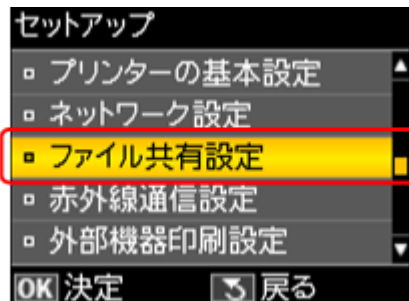 セットアップ
プリンターの基本設定
ネットワーク設定
ファイル共有設定
赤外線通信設定
外部機器印刷設定
OK 決定 戻る